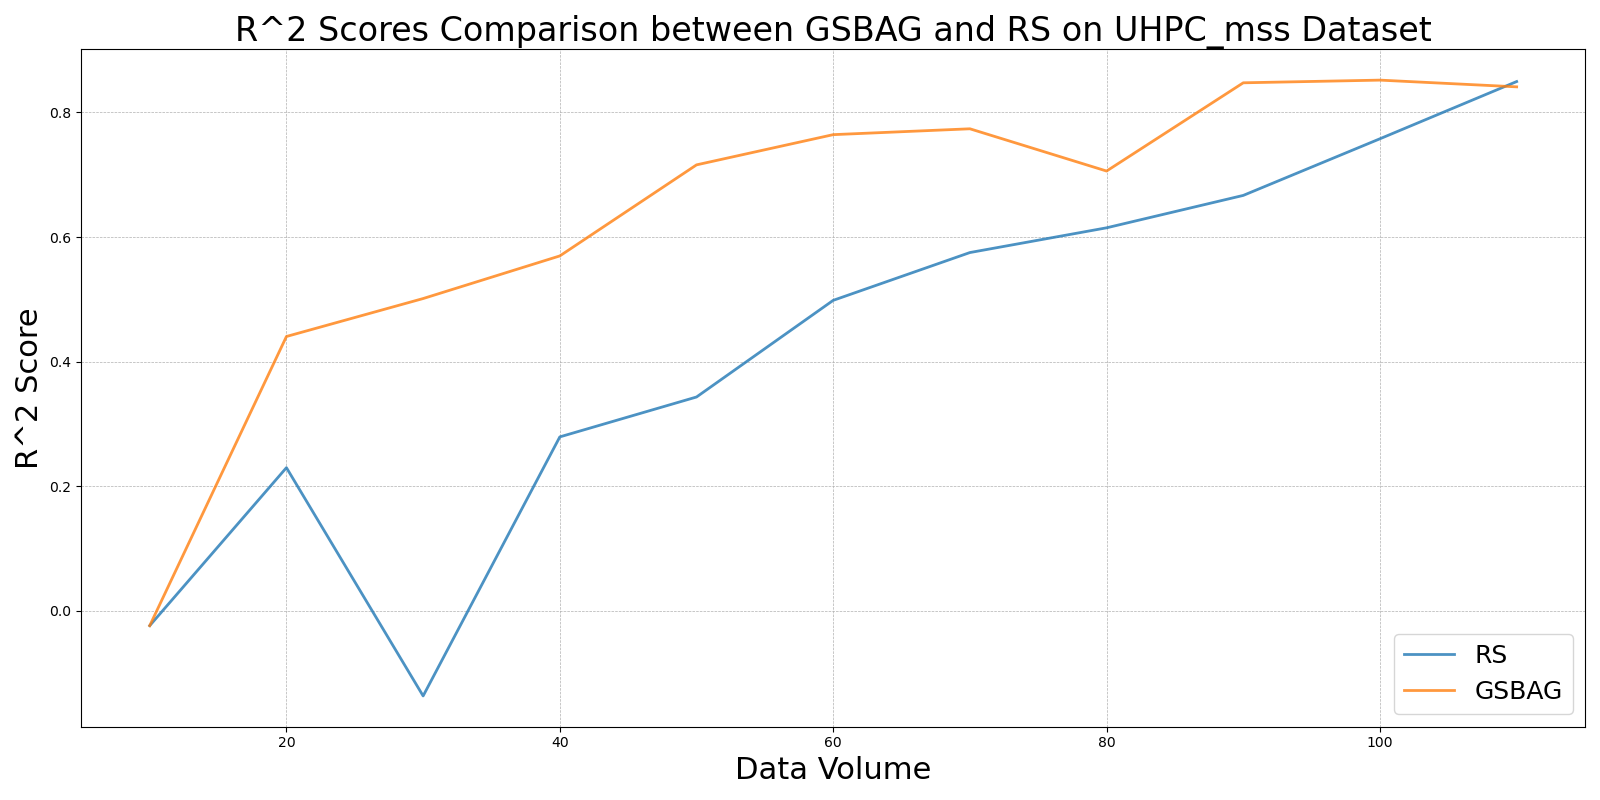 R^2 Scores Comparison between GSBAG and RS on UHPC_mss Dataset
R^2 Score
0.8
0.6
0.4
0.2
0.0
20 40 60 80 100
Data Volume
RS
GSBAG